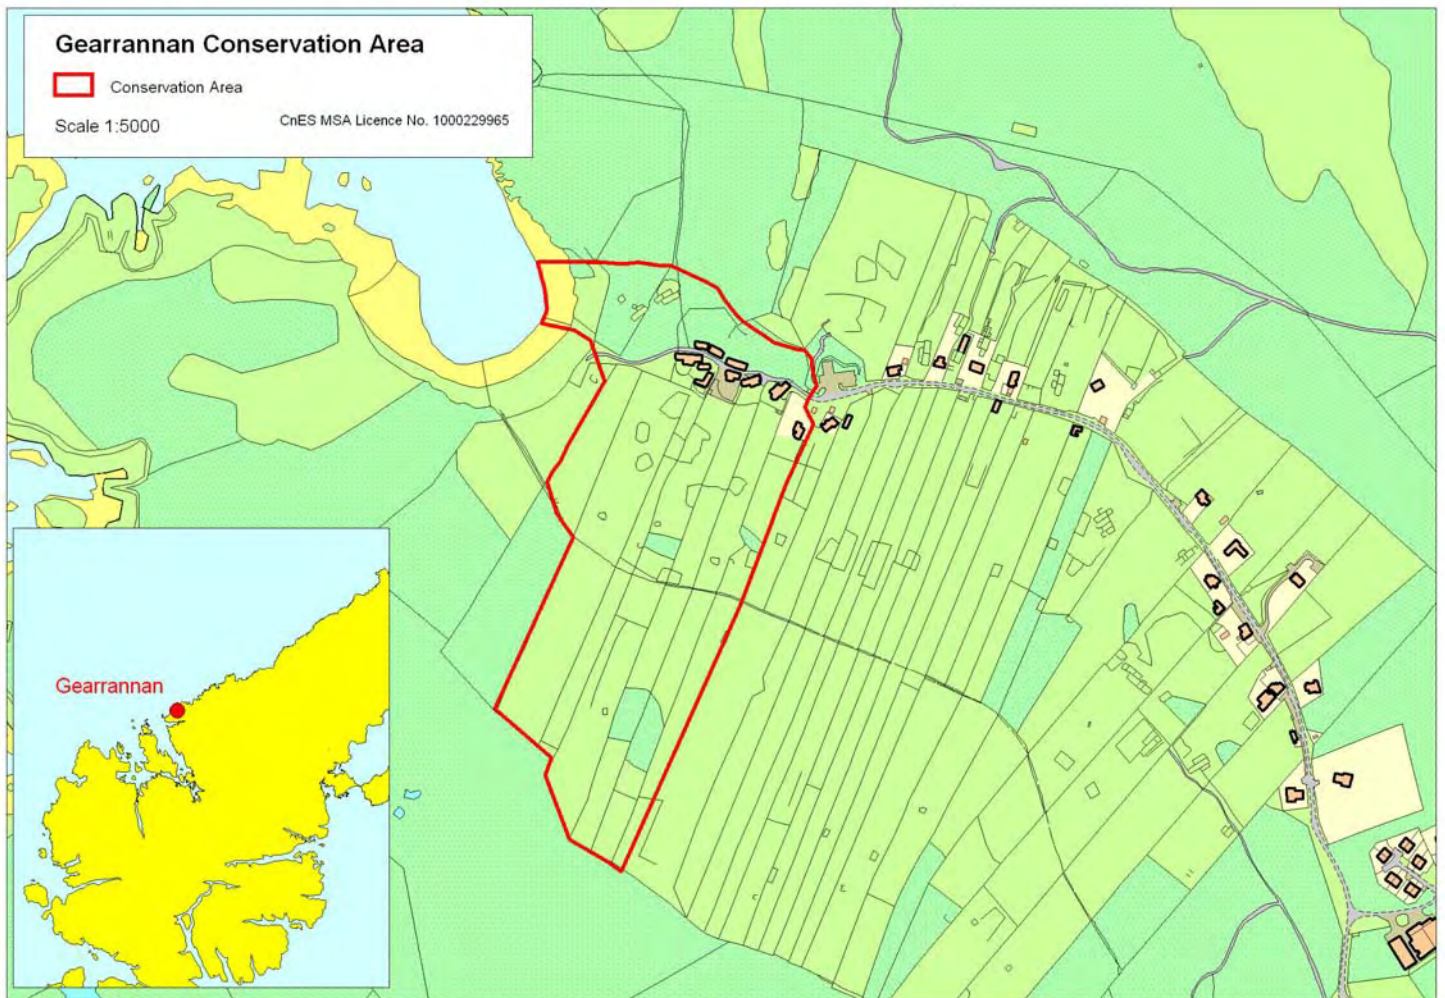 Gearrannan Conservation Area
Conservation Area
Scale 1:5000
CnES MSA Licence No. 1000229965
Gearrannan